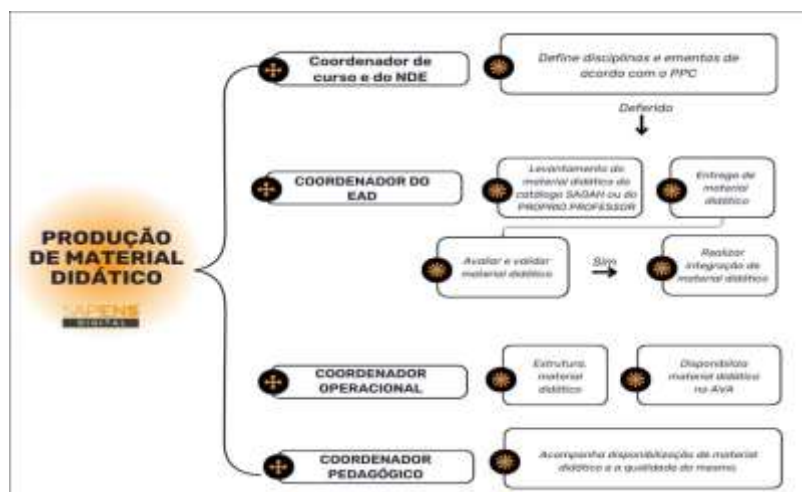 Coordenador de
curso e do NDE
Define disciplinas e ementas de
acordo com o PPC
Deferido
COORDENADOR DO
EAD
Levantamento do
material didático do
catálogo SAGAH ou do
PRÓPRIO PROFESSOR
Entrega de
material
didático
PRODUÇÃO
DE MATERIAL
DIDÁTICO
SAPENS
DIGITAL
Avaliar e validar
material didático
Sim
Realizar
integração de
material didático
COORDENADOR
OPERACIONAL
Estrutura
material
didático
Disponibiliza
material didático
no AVA
COORDENADOR
PEDAGÓGICO
Acompanha disponibilização de material
didático e a qualidade do mesmo.